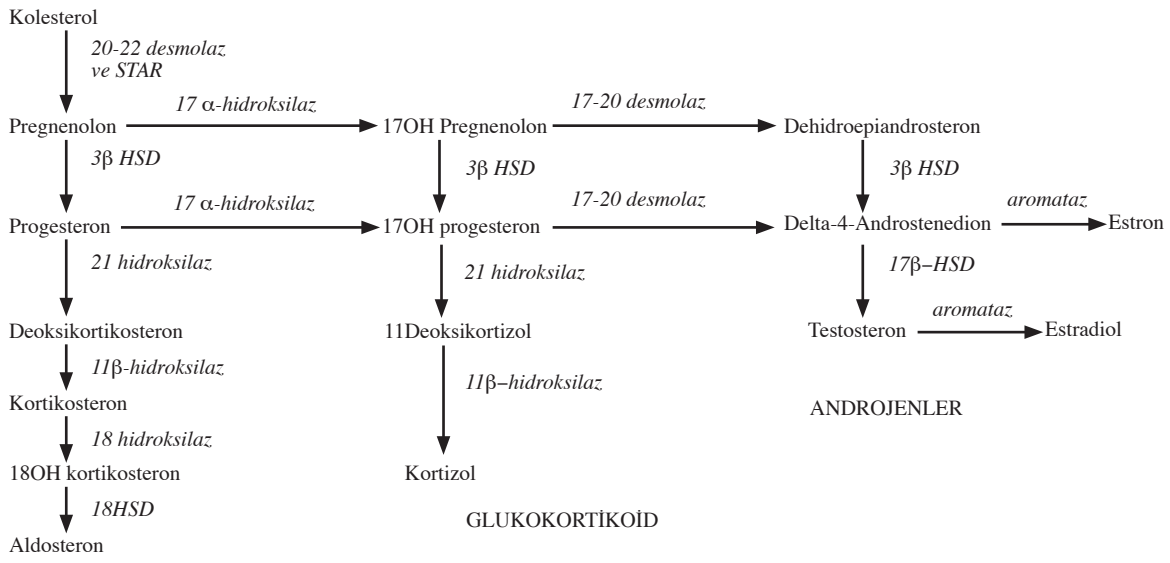 Kolesterol
20-22 desmolaz
ve STAR
17 α-hidroksilaz
17-20 desmolaz
Pregnenolon
17OH Pregnenolon
Dehidroepiandrosteron
3β HSD
3β HSD
3β HSD
17 α-hidroksilaz
17-20 desmolaz
aromataz
Progesteron
17OH progesteron
Delta-4-Androstenedion
Estron
21 hidroksilaz
21 hidroksilaz
17β–HSD
aromataz
Deoksikortikosteron
11Deoksikortizol
Testosteron
Estradiol
11β-hidroksilaz
11β–hidroksilaz
Kortikosteron
ANDROJENLER
18 hidroksilaz
18OH kortikosteron
Kortizol
18HSD
GLUKOKORTİKOİD
Aldosteron